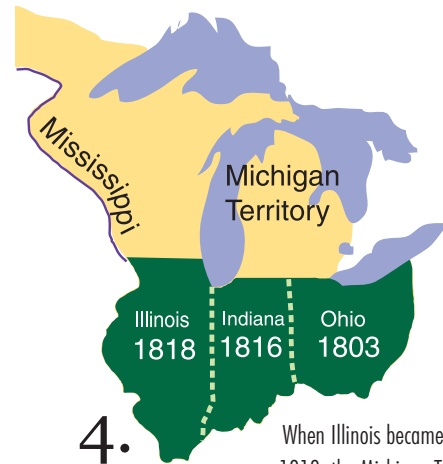 Mississippi
Michigan
Territory
Illinois
1818
Indiana
1816
Ohio
1803
4.
When Illinois became